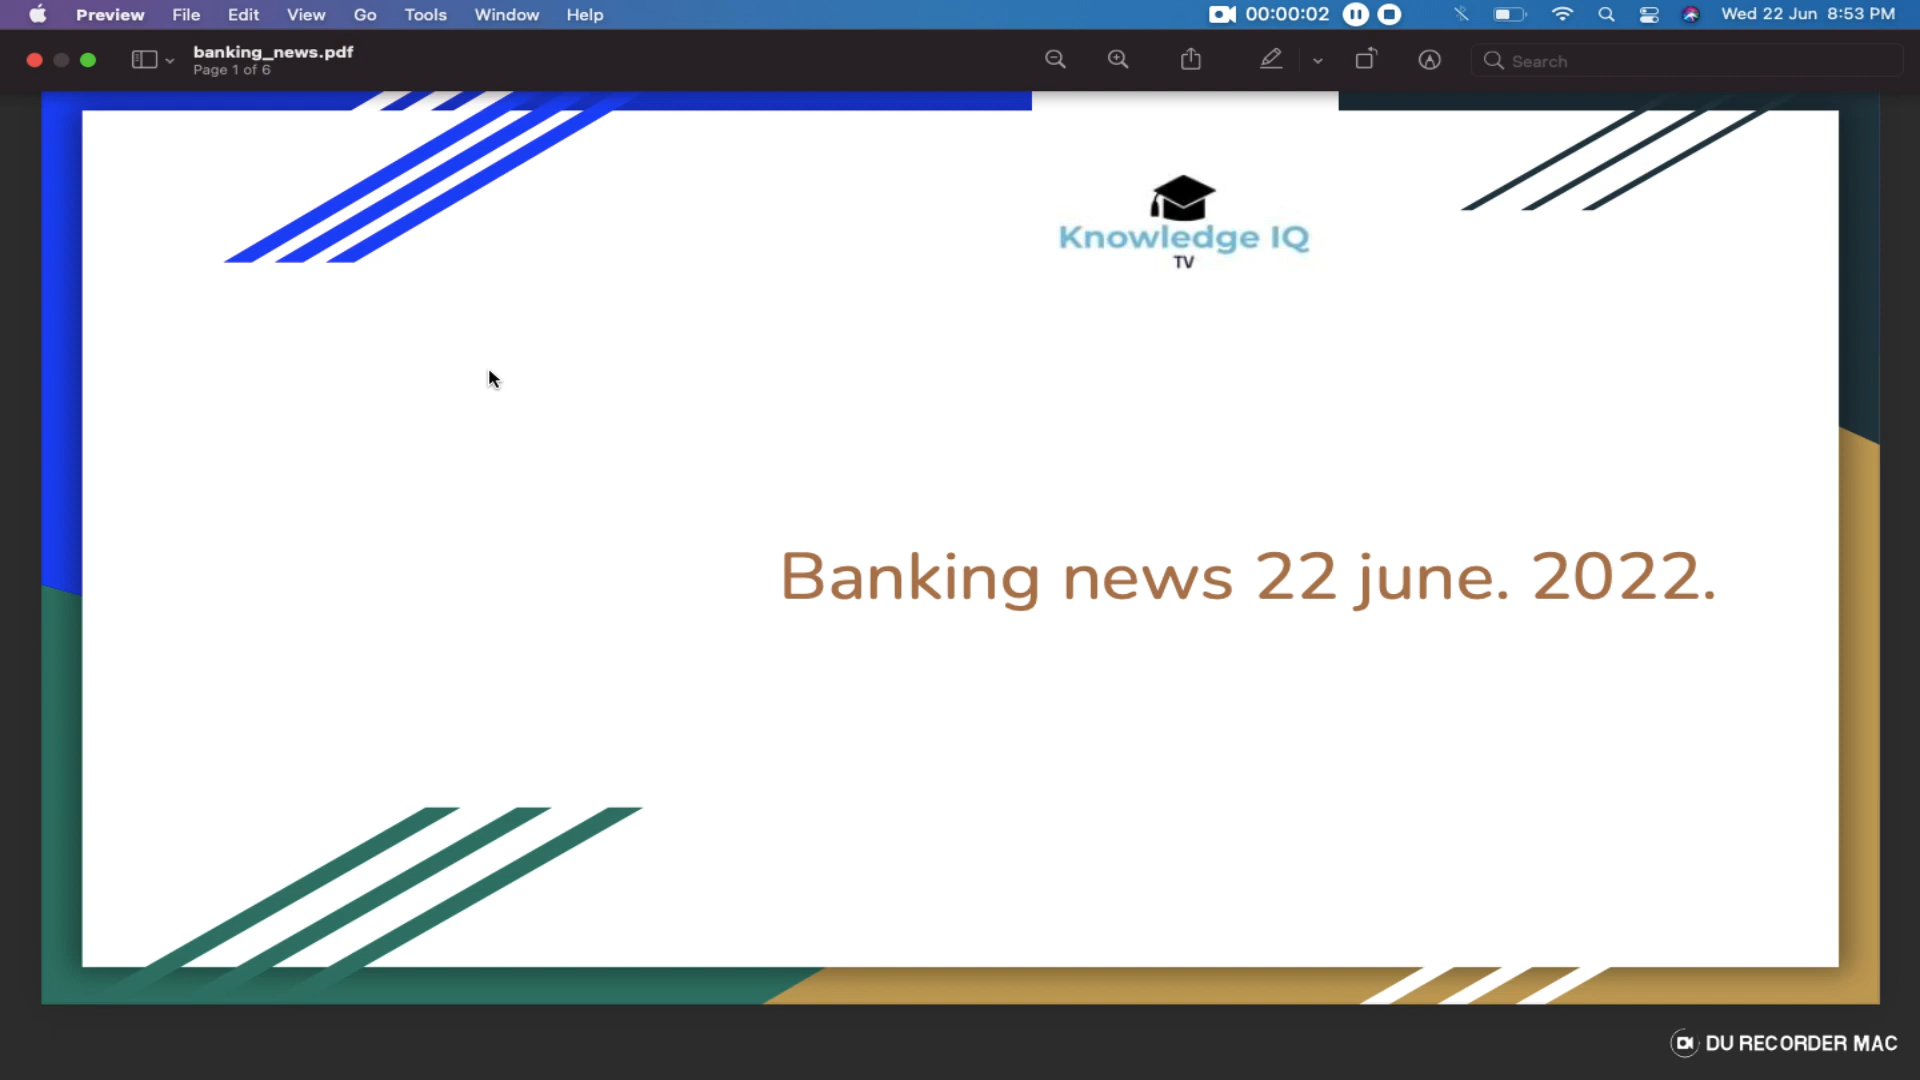 Preview File Edit View Go Tools Window Help 00:00:02 Wed 22 Jun 8:53 PM
banking_news.pdf
Page 1 of 6
Search
Knowledge IQ
TV
Banking news 22 june. 2022.
DU RECORDER MAC